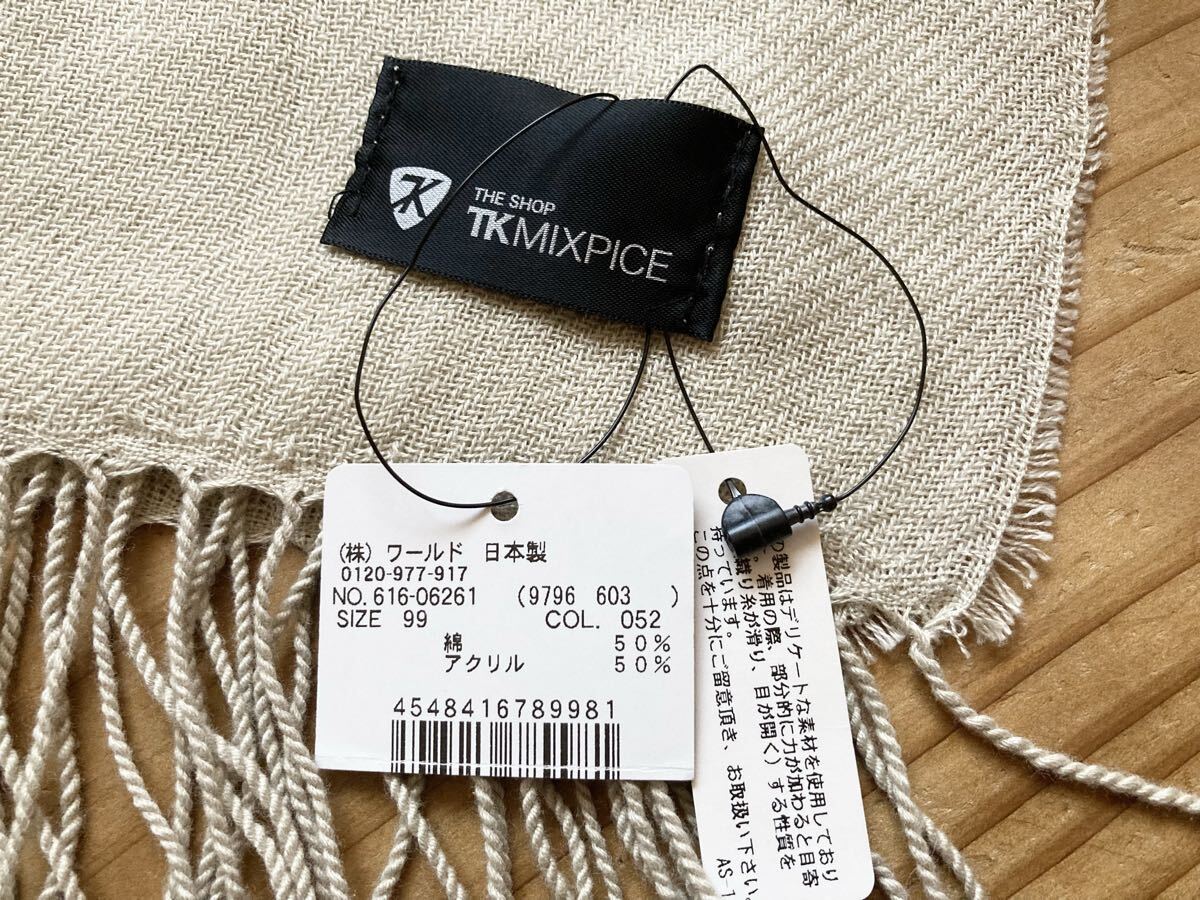 THE SHOP
TKMIXPICE
(株) ワールド 日本製
0120-977-917
NO. 616-06261 (9796 603 )
SIZE 99 COL. 052
綿 50%
アクリル 50%
4548416789981
の製品はデリケートな素材を使用しており
。着用の際、部分的に力が加わると目寄
織り糸が滑り、目が開く)する性質を
持っています。
この点を十分にご留意頂き、お取扱い下さい。
AS-1